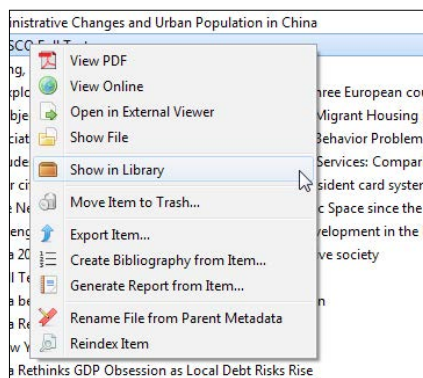 inistrative Changes and Urban Population in China
View PDF
View Online
hree European cou
Open in External Viewer
Migrant Housing
Show File
Behavior Problem
Show in Library
Services: Compar
sident card system
Move Item to Trash...
c Space since the
Export Item...
velopment in the
Create Bibliography from Item...
ve society
Generate Report from Item...
Rename File from Parent Metadata
Reindex Item
a Rethinks GDP Obsession as Local Debt Risks Rise